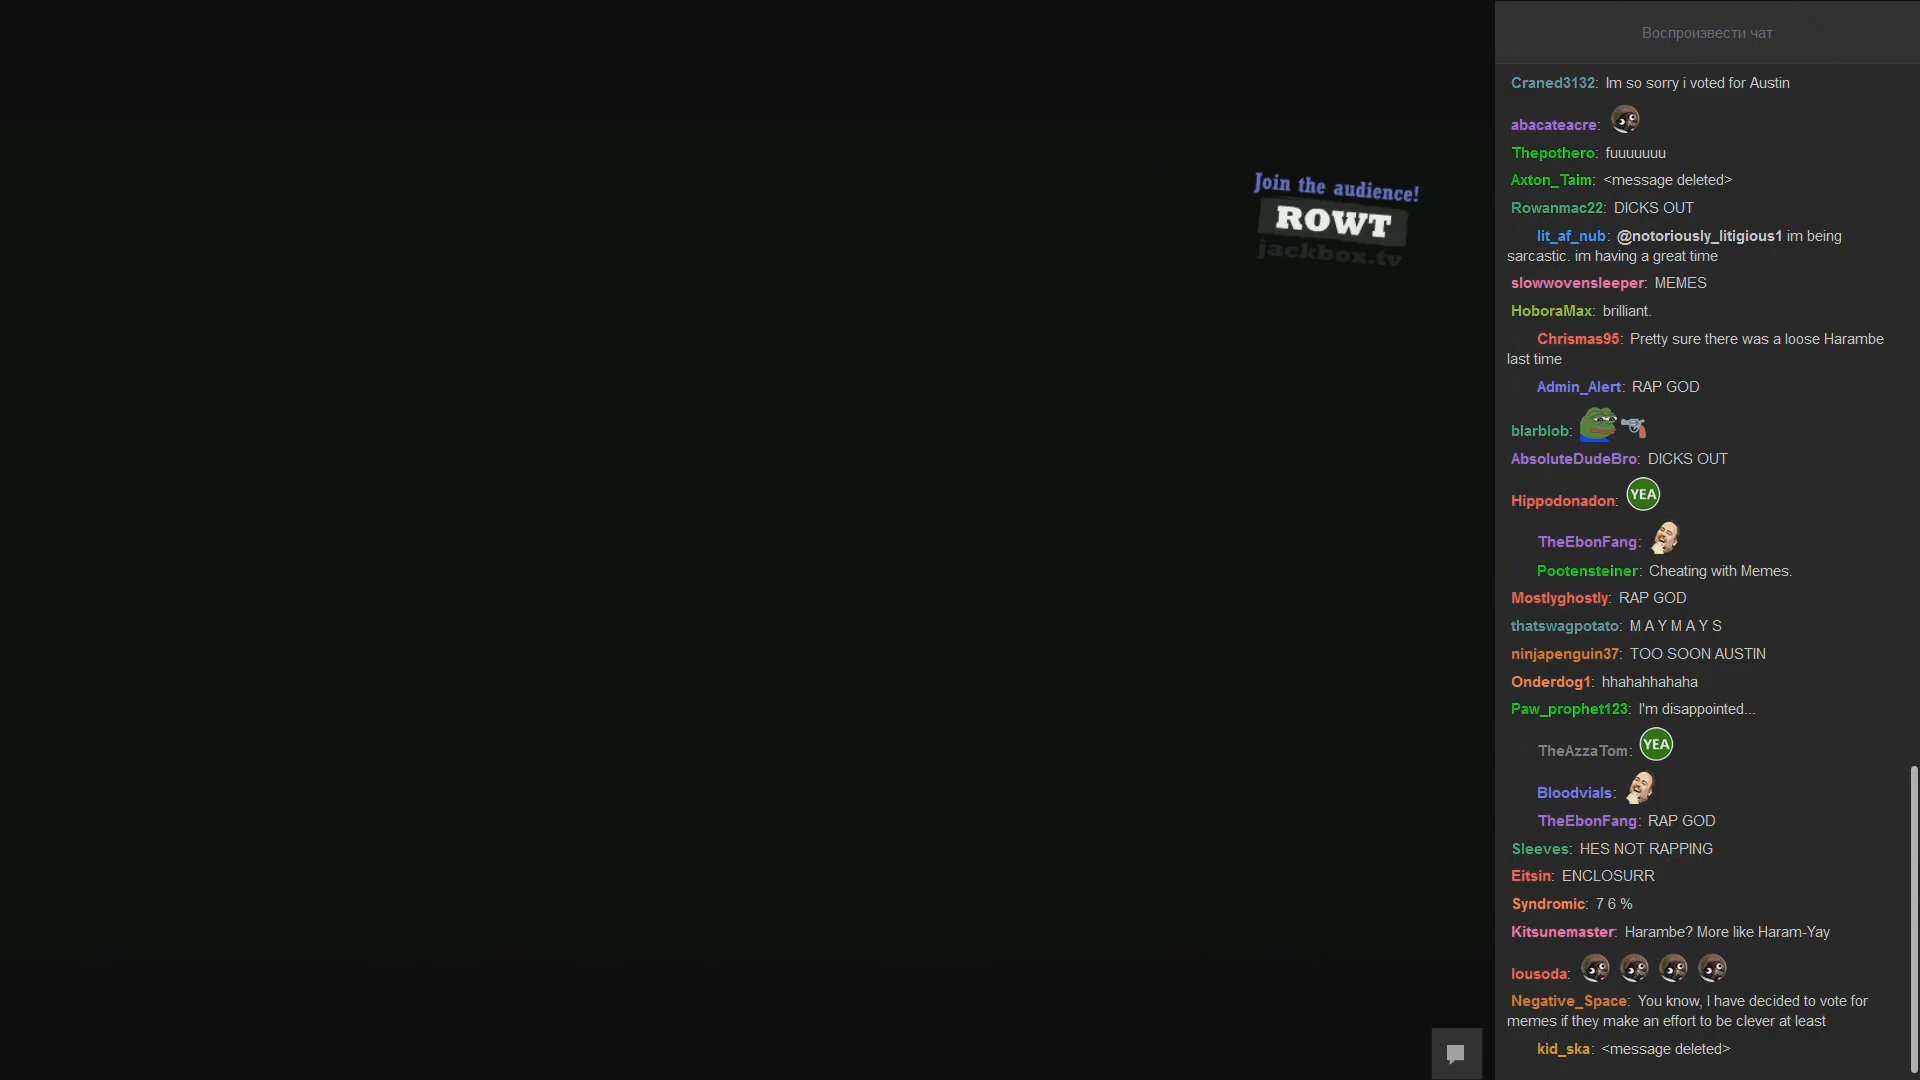 Воспроизвести чат
Craned3132: Im so sorry i voted for Austin
abacateacre:
Thepothero: fuuuuuuu
Join the audience!
Axton_Taim: <message deleted>
ROWT
Rowanmac22: DICKS OUT
jackbox.tv
lit_af_nub: @notoriously_litigious1 im being
sarcastic. im having a great time
slowwovensleeper: MEMES
HoboraMax: brilliant.
Chrismas95: Pretty sure there was a loose Harambe
last time
Admin_Alert: RAP GOD
blarblob:
AbsoluteDudeBro: DICKS OUT
Hippodonadon: YEA
TheEbonFang:
Pootensteiner: Cheating with Memes.
Mostlyghostly: RAP GOD
thatswagpotato: M A Y M A Y S
ninjapenguin37: TOO SOON AUSTIN
Onderdog1: hhahahhahaha
Paw_prophet123: I'm disappointed...
TheAzzaTom: YEA
Bloodvials:
TheEbonFang: RAP GOD
Sleeves: HES NOT RAPPING
Eitsin: ENCLOSURR
Syndromic: 7 6 %
Kitsunemaster: Harambe? More like Haram-Yay
lousoda:
Negative_Space: You know, I have decided to vote for
memes if they make an effort to be clever at least
kid_ska: <message deleted>